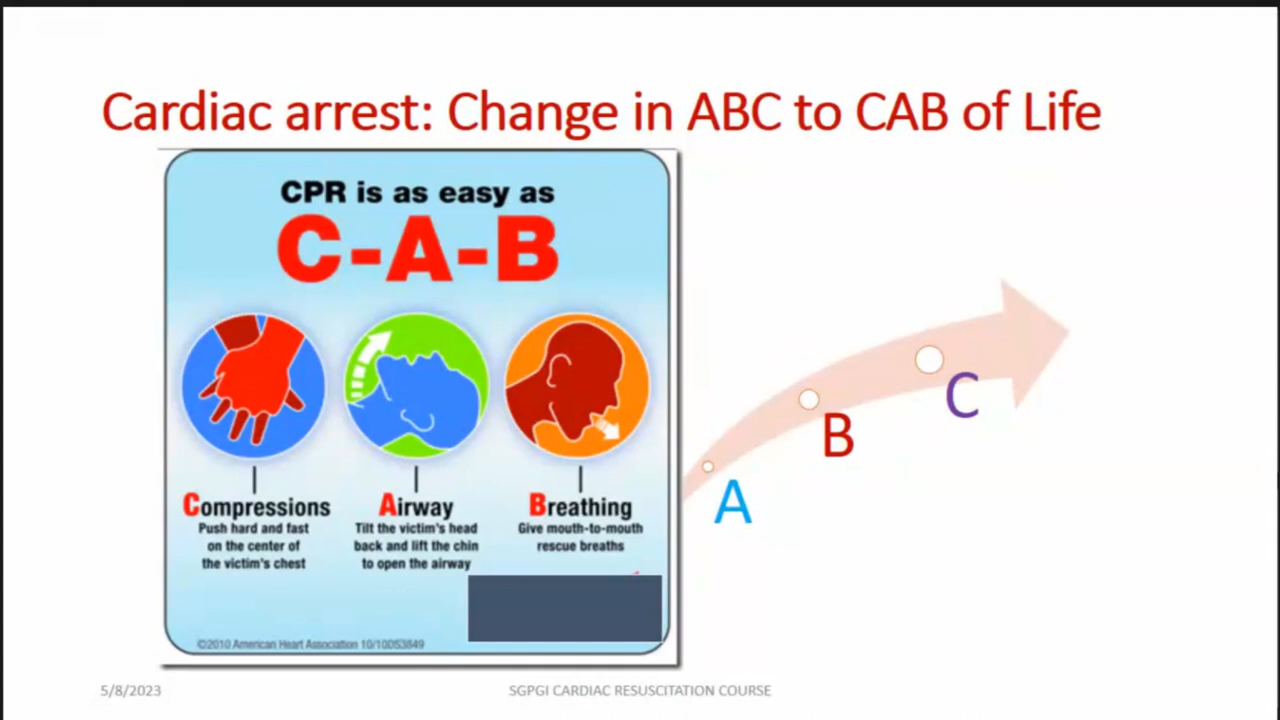 Cardiac arrest: Change in ABC to CAB of Life
CPR is as easy as
C-A-B
Compressions
Push hard and fast
on the center of
the victim's chest
Airway
Tilt the victim's head
back and lift the chin
to open the airway
Breathing
Give mouth-to-mouth
rescue breaths
©2010 American Heart Association 10/10DS3849
A
B
C
5/8/2023
SGPGI CARDIAC RESUSCITATION COURSE